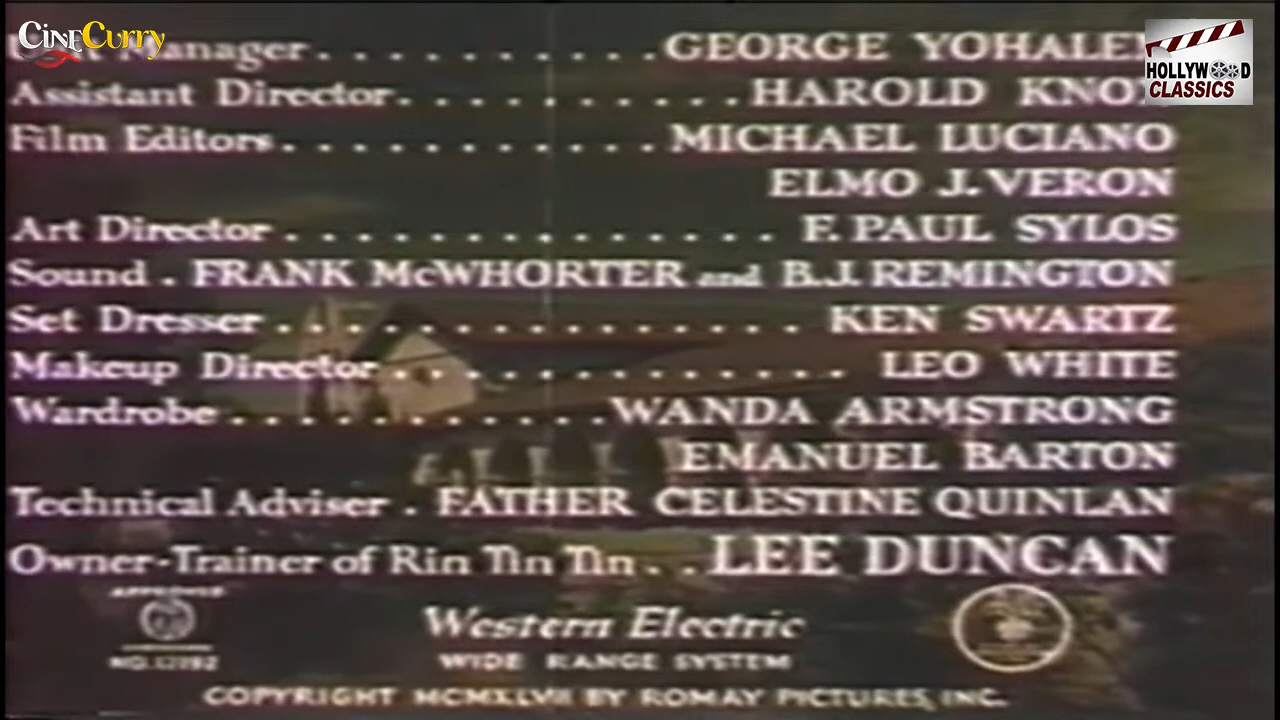 CINECURRY
HOLLYWOOD
CLASSICS
Manager . . . . . . . . . . . GEORGE YOHALE
Assistant Director . . . . . . . . . . HAROLD KNO
Film Editors . . . . . . . . . . . . MICHAEL LUCIANO
ELMO J. VERON
Art Director . . . . . . . . . . . . . . F. PAUL SYLOS
Sound . FRANK McWHORTER and B.J. REMINGTON
Set Dresser . . . . . . . . . . . . . . . KEN SWARTZ
Makeup Director . . . . . . . . . . . . . LEO WHITE
Wardrobe . . . . . . . . . . . WANDA ARMSTRONG
EMANUEL BARTON
Technical Adviser . FATHER CELESTINE QUINLAN
Owner-Trainer of Rin Tin Tin . . LEE DUNCAN
APPROVED
Western Electric
WIDE RANGE SYSTEM
COPYRIGHT MCMXLVII BY ROMAY PICTURES, INC.